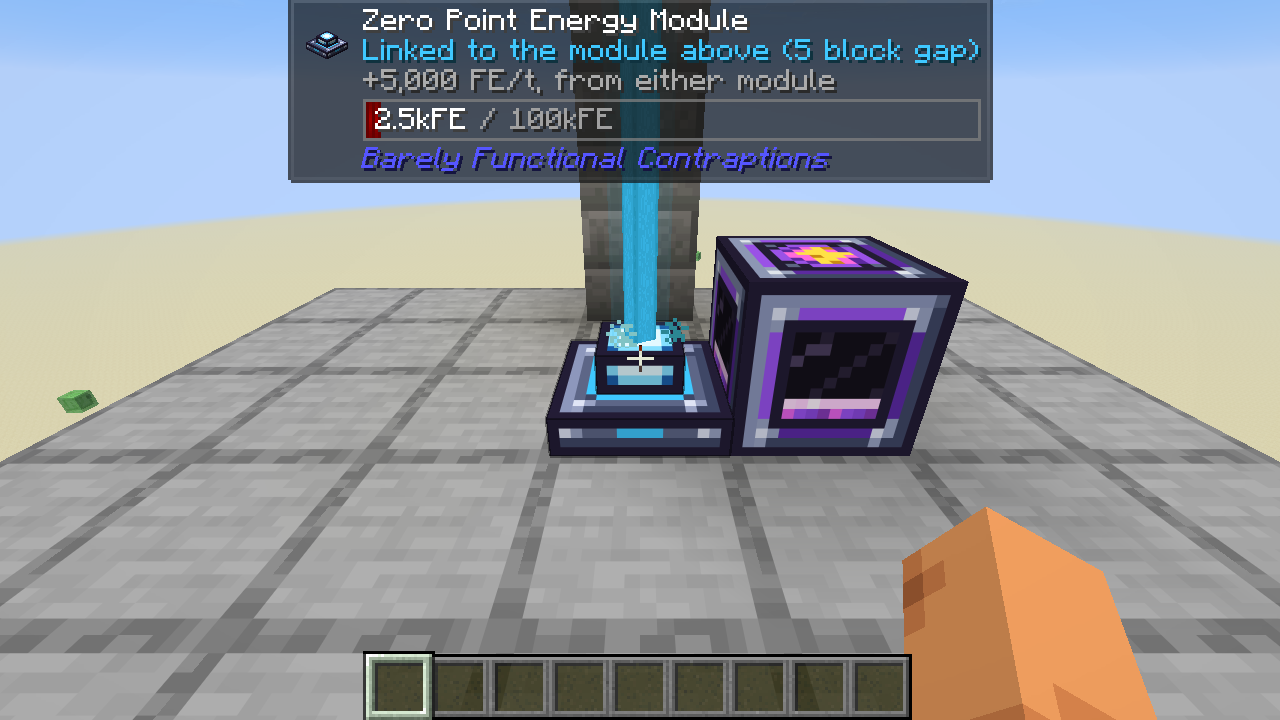 Zero Point Energy Module
Linked to the module above (5 block gap)
+5,000 FE/t, from either module
2.5kFE / 100kFE
Barely Functional Contraptions